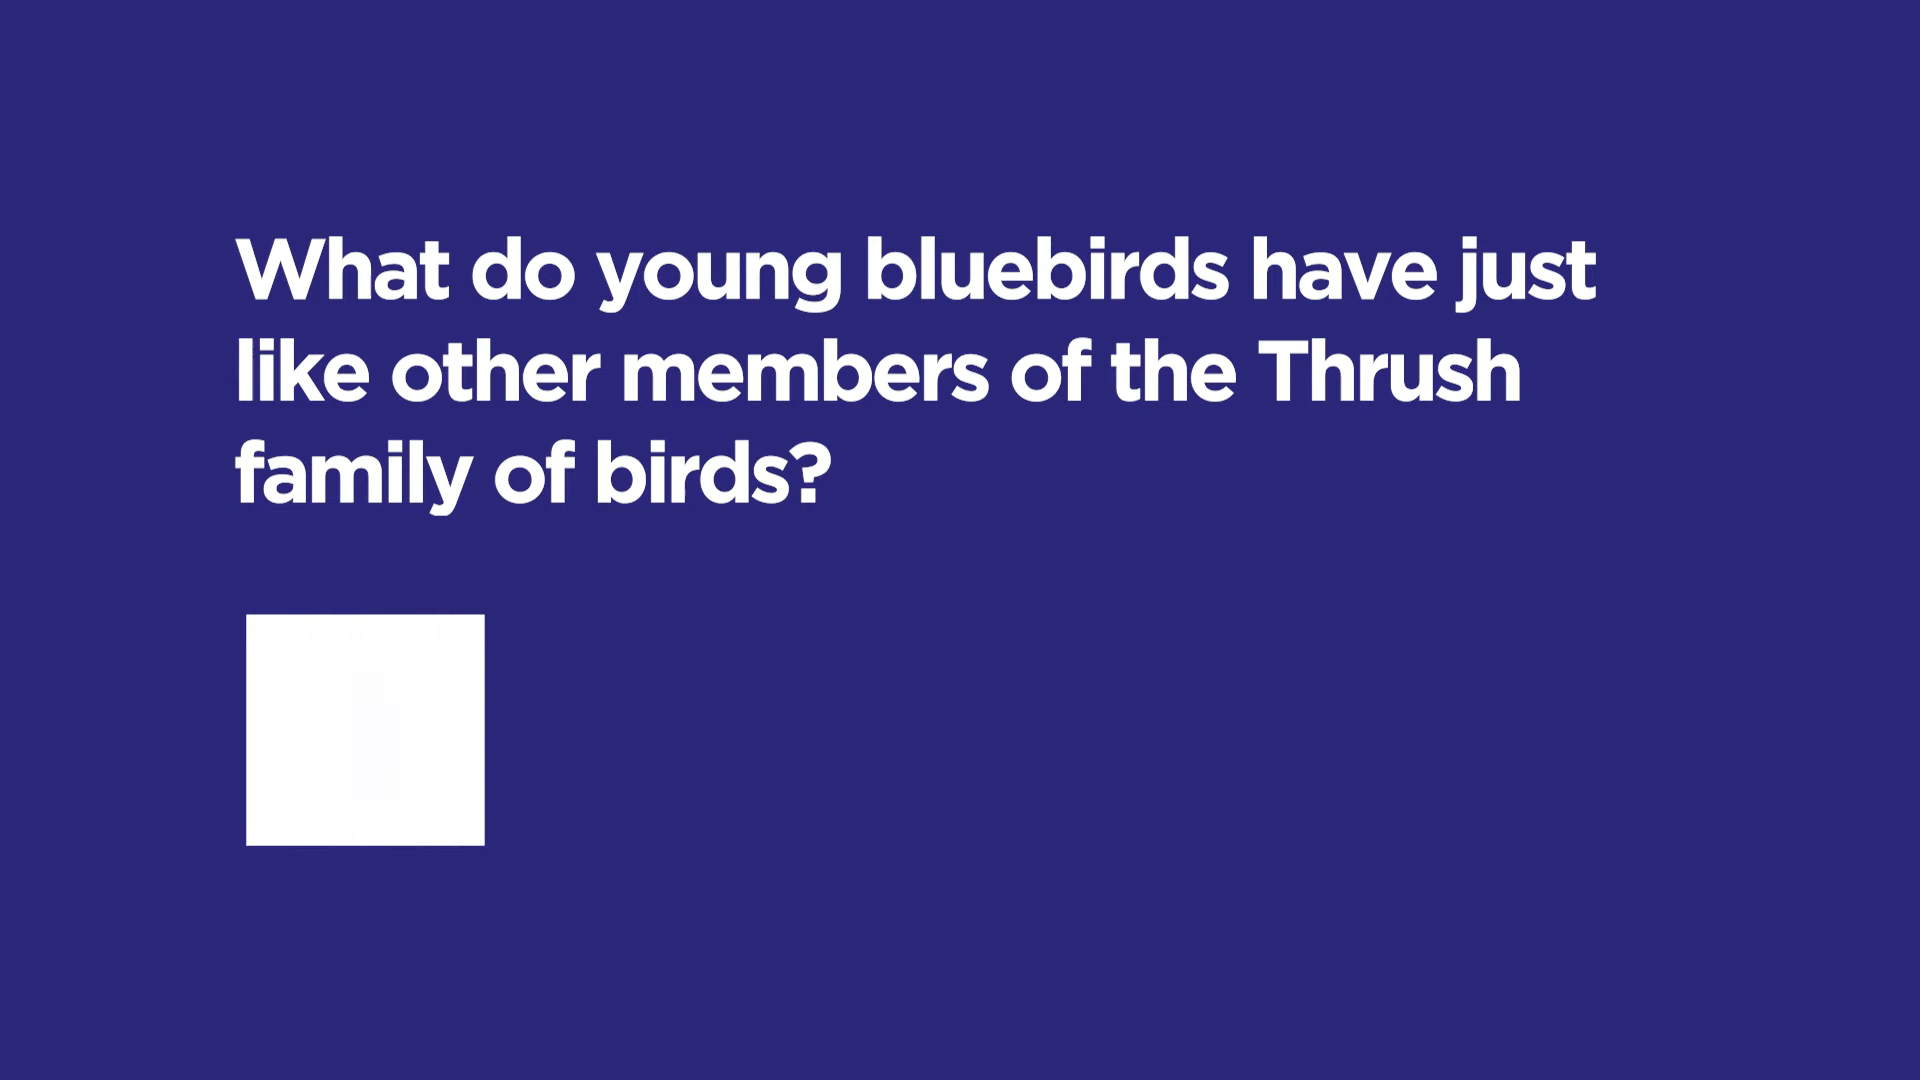 What do young bluebirds have just
like other members of the Thrush
family of birds?